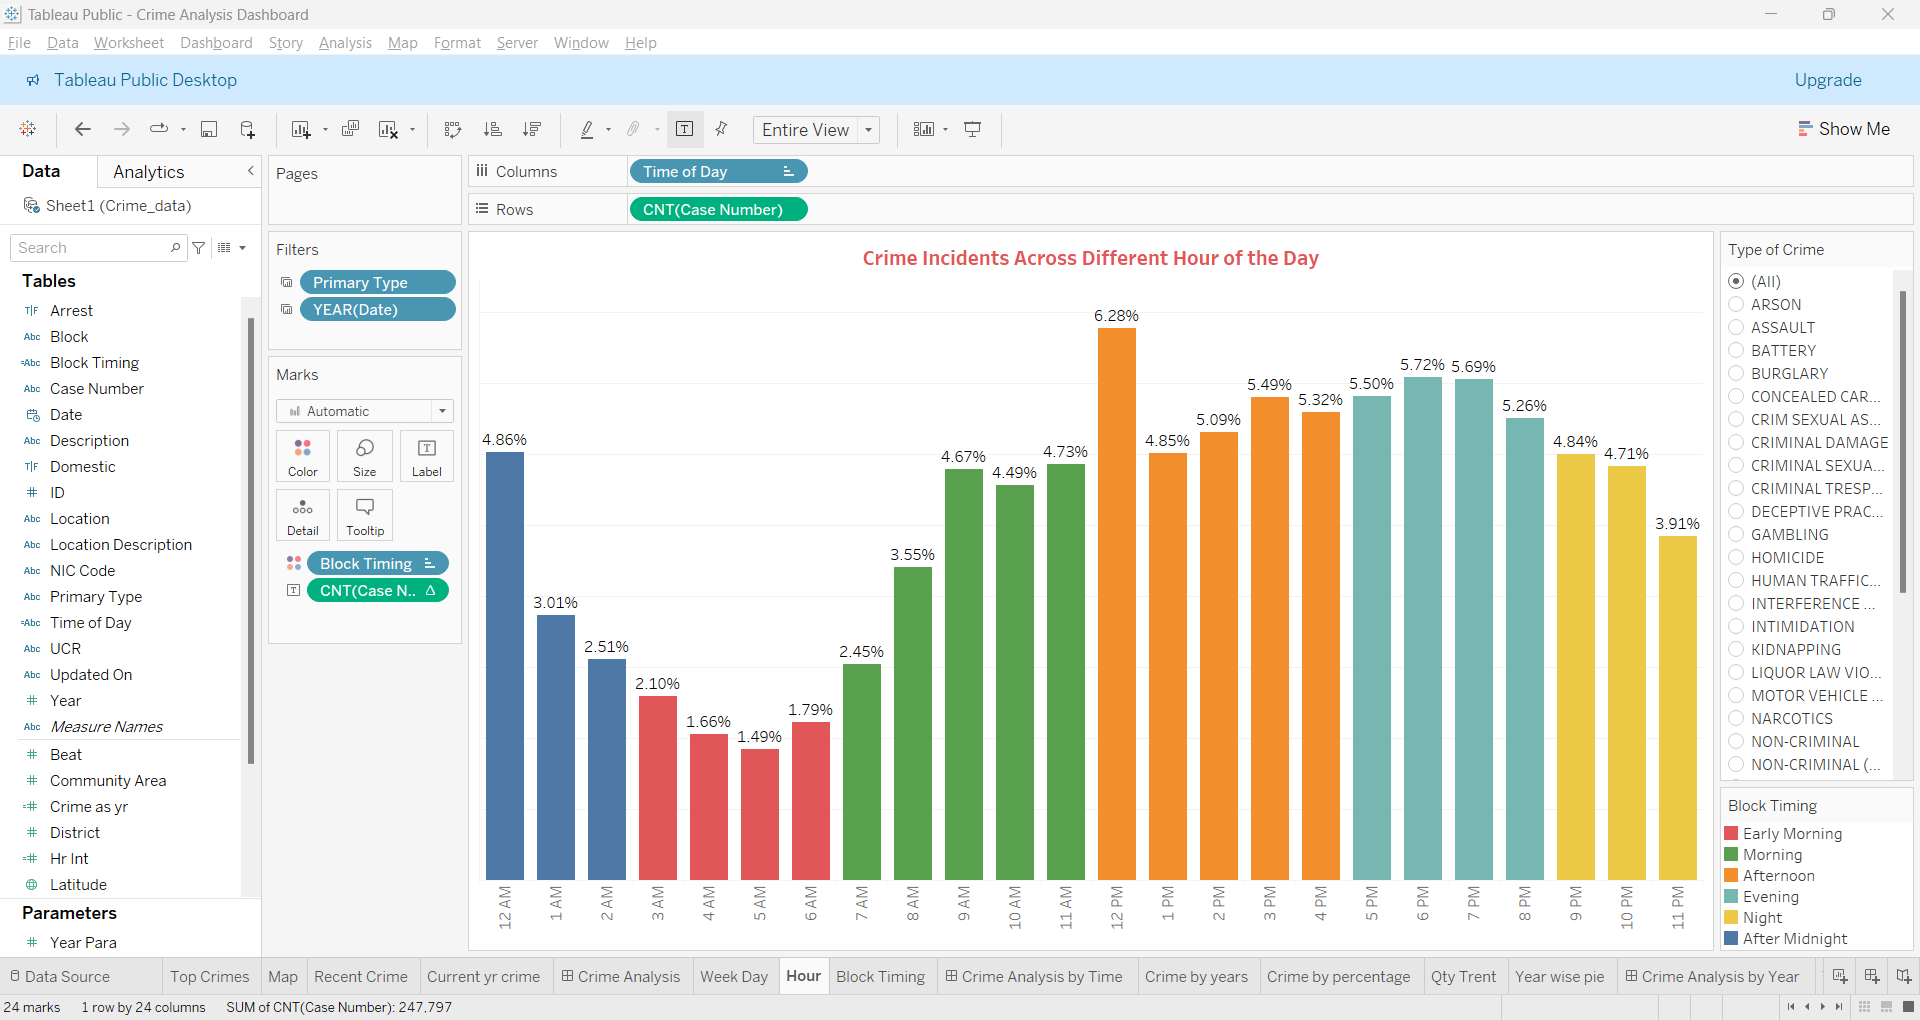 Tableau Public - Crime Analysis Dashboard
File Data Worksheet Dashboard Story Analysis Map Format Server Window Help
Tableau Public Desktop
Upgrade
Entire View
Show Me
Data Analytics
Sheet1 (Crime_data)
Search
Tables
Arrest
Block
Block Timing
Case Number
Date
Description
Domestic
ID
Location
Location Description
NIC Code
Primary Type
Time of Day
UCR
Updated On
Year
Measure Names
Beat
Community Area
Crime as yr
District
Hr Int
Latitude
Parameters
Year Para
Pages
Filters
Primary Type
YEAR(Date)
Marks
Automatic
Color Size Label
Detail Tooltip
Block Timing
CNT(Case N..
Columns
Time of Day
Rows
CNT(Case Number)
Crime Incidents Across Different Hour of the Day
4.86%
3.01%
2.51%
2.10%
1.66%
1.49%
1.79%
2.45%
3.55%
4.67%
4.49%
4.73%
6.28%
4.85%
5.09%
5.49%
5.32%
5.50%
5.72%
5.69%
5.26%
4.84%
4.71%
3.91%
12 AM
1 AM
2 AM
3 AM
4 AM
5 AM
6 AM
7 AM
8 AM
9 AM
10 AM
11 AM
12 PM
1 PM
2 PM
3 PM
4 PM
5 PM
6 PM
7 PM
8 PM
9 PM
10 PM
11 PM
Type of Crime
(All)
ARSON
ASSAULT
BATTERY
BURGLARY
CONCEALED CAR...
CRIM SEXUAL AS...
CRIMINAL DAMAGE
CRIMINAL SEXUA...
CRIMINAL TRESP...
DECEPTIVE PRAC...
GAMBLING
HOMICIDE
HUMAN TRAFFIC...
INTERFERENCE ...
INTIMIDATION
KIDNAPPING
LIQUOR LAW VIO...
MOTOR VEHICLE ...
NARCOTICS
NON-CRIMINAL
NON-CRIMINAL (...
Block Timing
Early Morning
Morning
Afternoon
Evening
Night
After Midnight
Data Source Top Crimes Map Recent Crime Current yr crime Crime Analysis Week Day Hour Block Timing Crime Analysis by Time Crime by years Crime by percentage Qty Trent Year wise pie Crime Analysis by Year
24 marks 1 row by 24 columns SUM of CNT(Case Number): 247,797